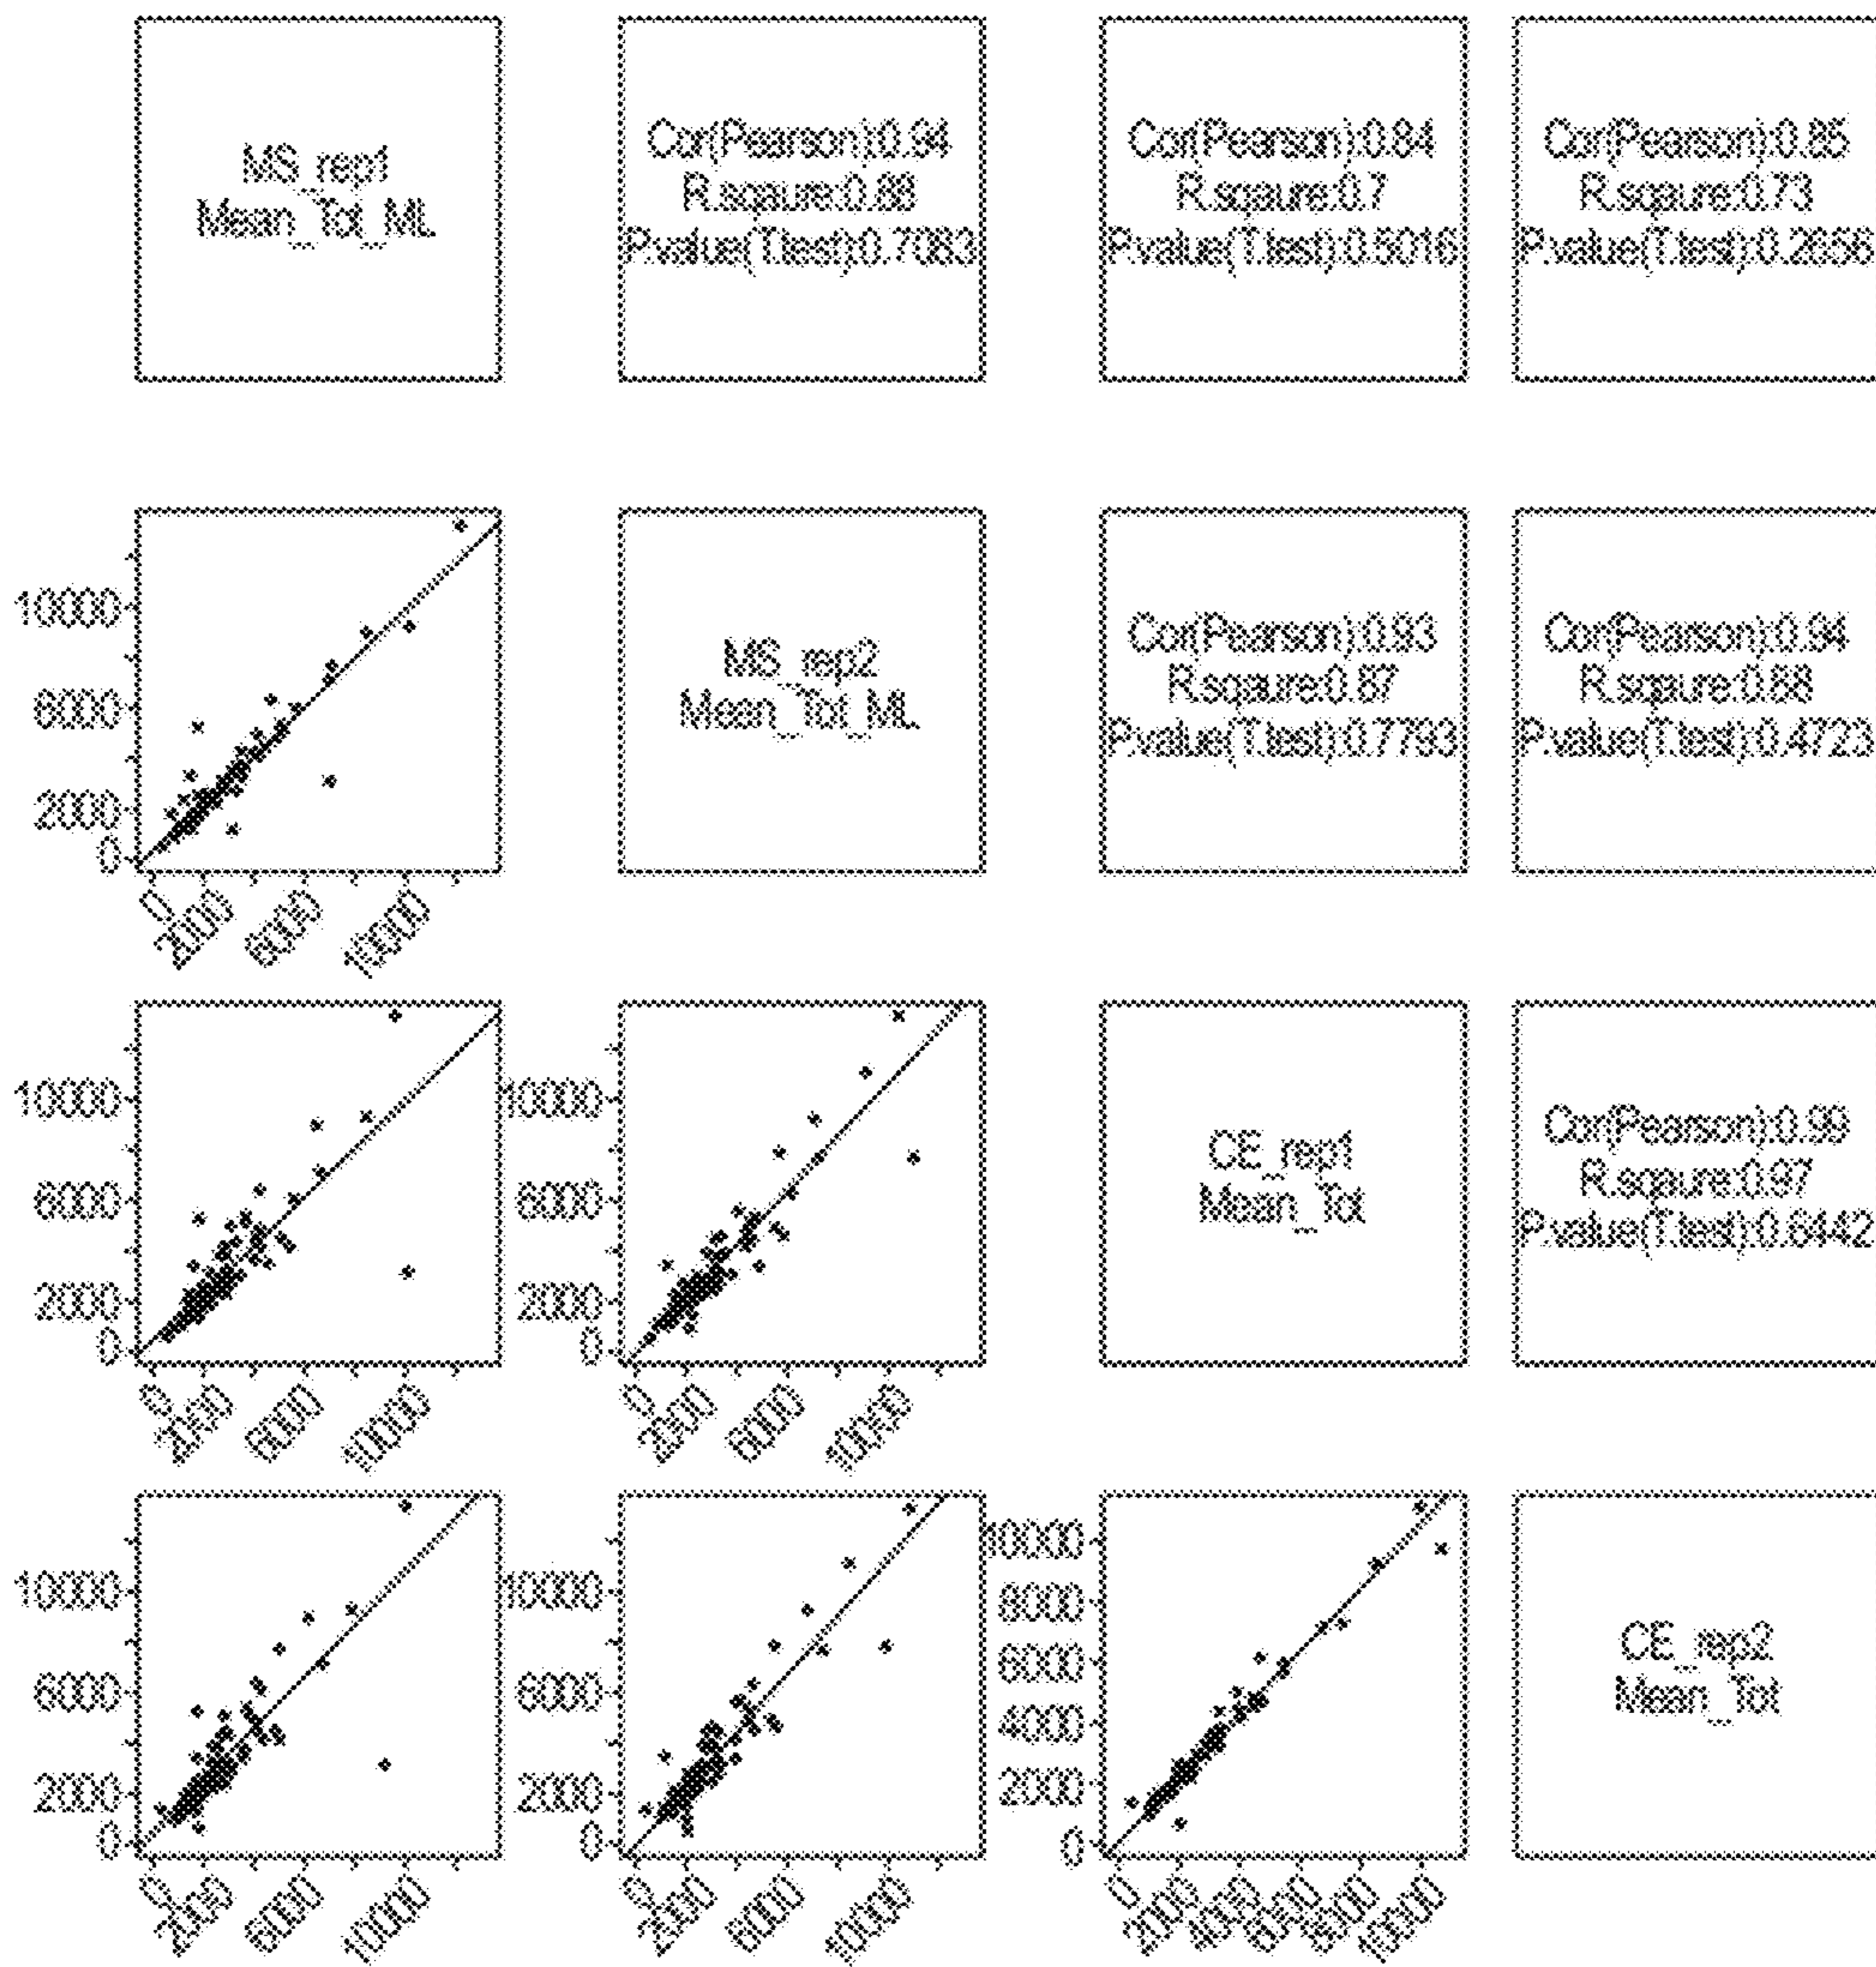 MS_rep1
Mean_Tot_ML
Cor(Pearson):0.94
R.sqaure:0.88
P.value(T.test):0.7083
Cor(Pearson):0.84
R.sqaure:0.7
P.value(T.test):0.5016
Cor(Pearson):0.85
R.sqaure:0.73
P.value(T.test):0.2656
10000
6000
2000
0
0
2000
6000
10000
MS_rep2
Mean_Tot_ML
Cor(Pearson):0.93
R.sqaure:0.87
P.value(T.test):0.7793
Cor(Pearson):0.94
R.sqaure:0.88
P.value(T.test):0.4723
10000
6000
2000
0
0
2000
6000
10000
10000
6000
2000
0
0
2000
6000
10000
CE_rep1
Mean_Tot
Cor(Pearson):0.99
R.sqaure:0.97
P.value(T.test):0.6442
10000
6000
2000
0
0
2000
6000
10000
10000
6000
2000
0
0
2000
6000
10000
10000
8000
6000
4000
2000
0
0
2000
4000
6000
8000
10000
CE_rep2
Mean_Tot